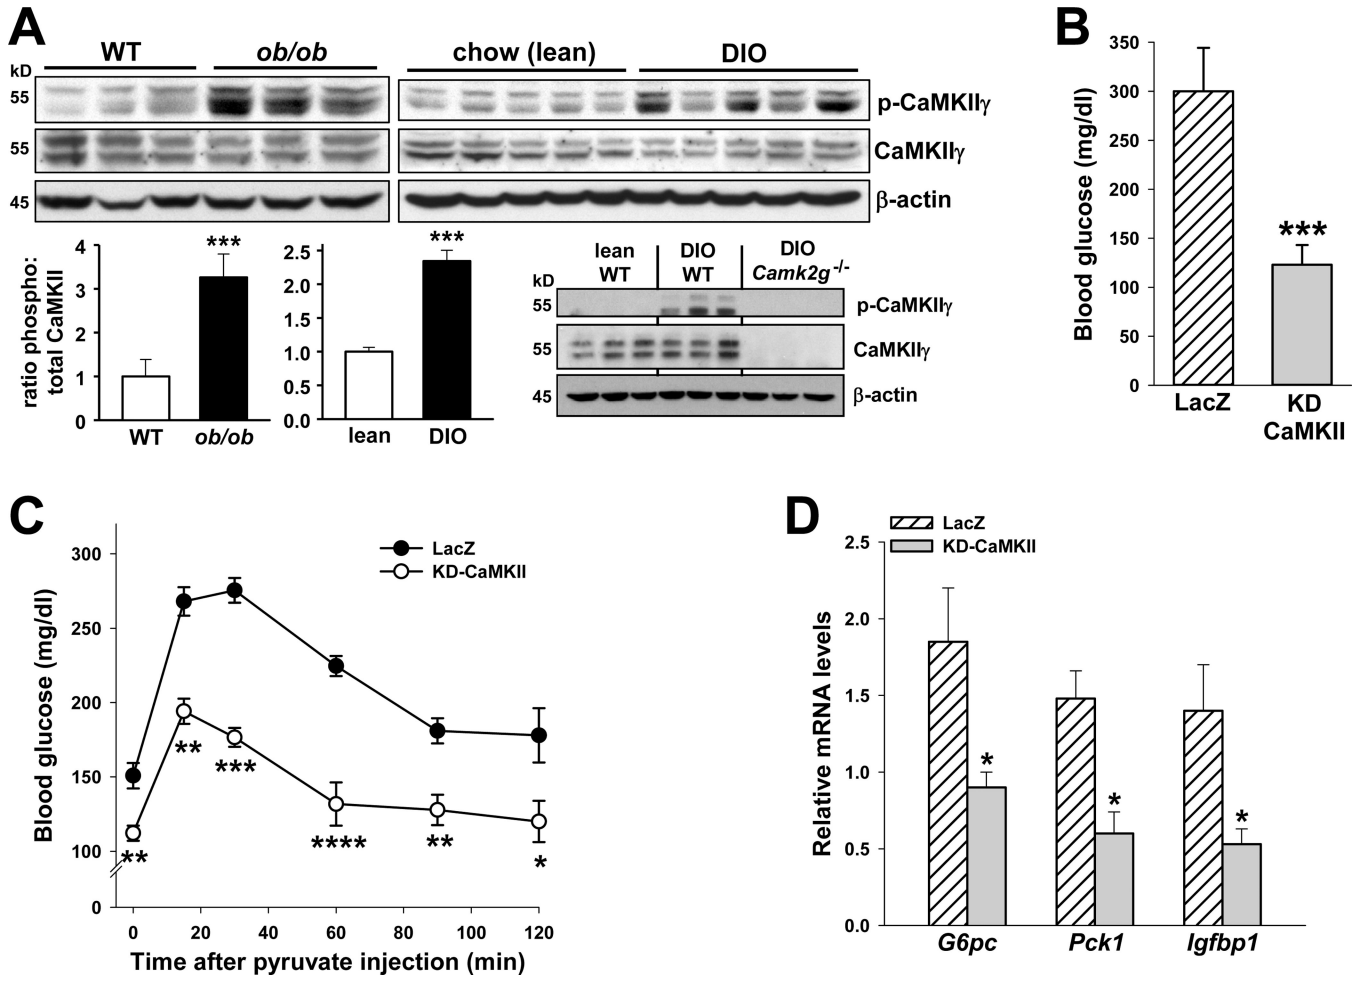 A
WT ob/ob chow (lean) DIO
kD
55 p-CaMKIIγ
55 CaMKIIγ
45 β-actin
ratio phospho:
total CaMKII
4
3
2
1
0
***
WT ob/ob
2.5
2.0
1.5
1.0
0.5
0.0
***
lean DIO
lean DIO DIO
WT WT Camk2g-/-
kD
55 p-CaMKIIγ
55 CaMKIIγ
45 β-actin
B
Blood glucose (mg/dl)
350
300
250
200
150
100
50
0
***
LacZ KD
CaMKII
C
LacZ
KD-CaMKII
Blood glucose (mg/dl)
300
250
200
150
100
0
** ** *** **** ** *
0 20 40 60 80 100 120
Time after pyruvate injection (min)
D
LacZ
KD-CaMKII
Relative mRNA levels
2.5
2.0
1.5
1.0
0.5
0.0
* * *
G6pc Pck1 Igfbp1